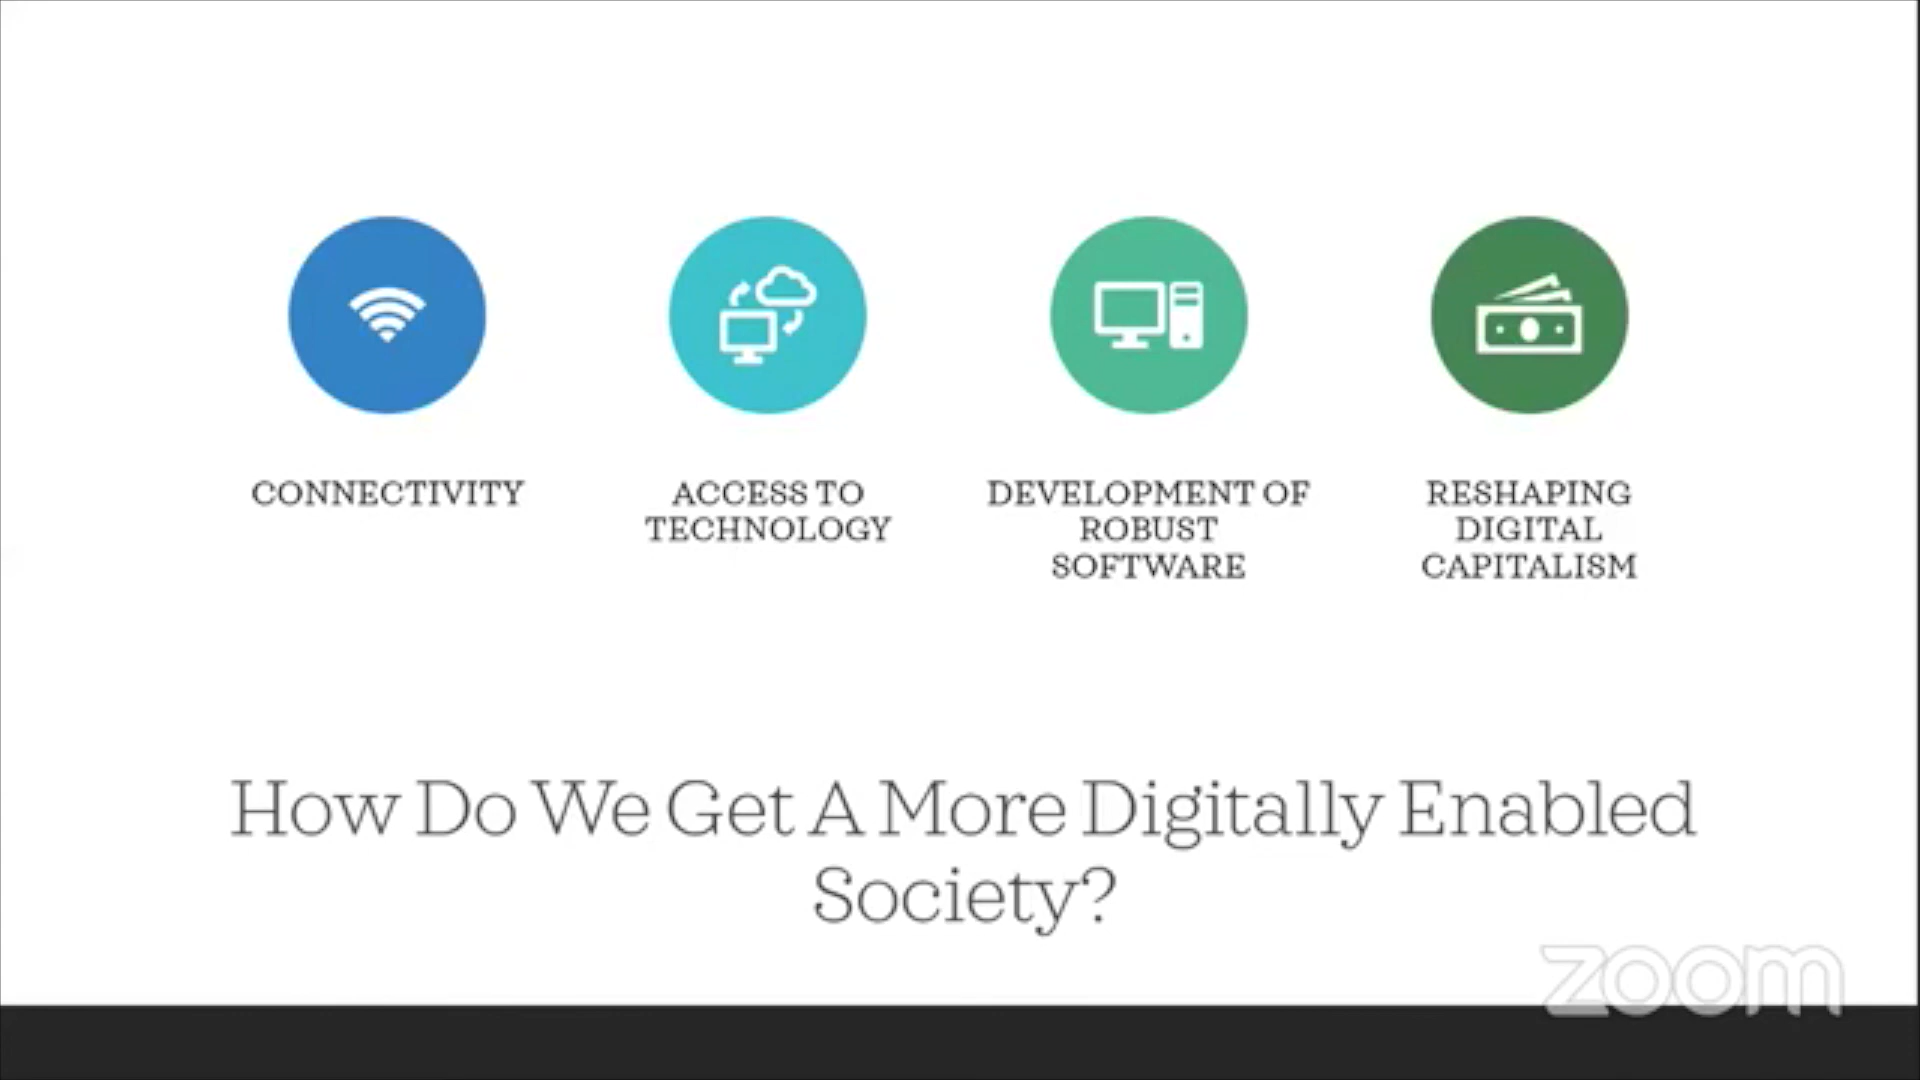 CONNECTIVITY
ACCESS TO
TECHNOLOGY
DEVELOPMENT OF
ROBUST
SOFTWARE
RESHAPING
DIGITAL
CAPITALISM
How Do We Get A More Digitally Enabled
Society?
zoom